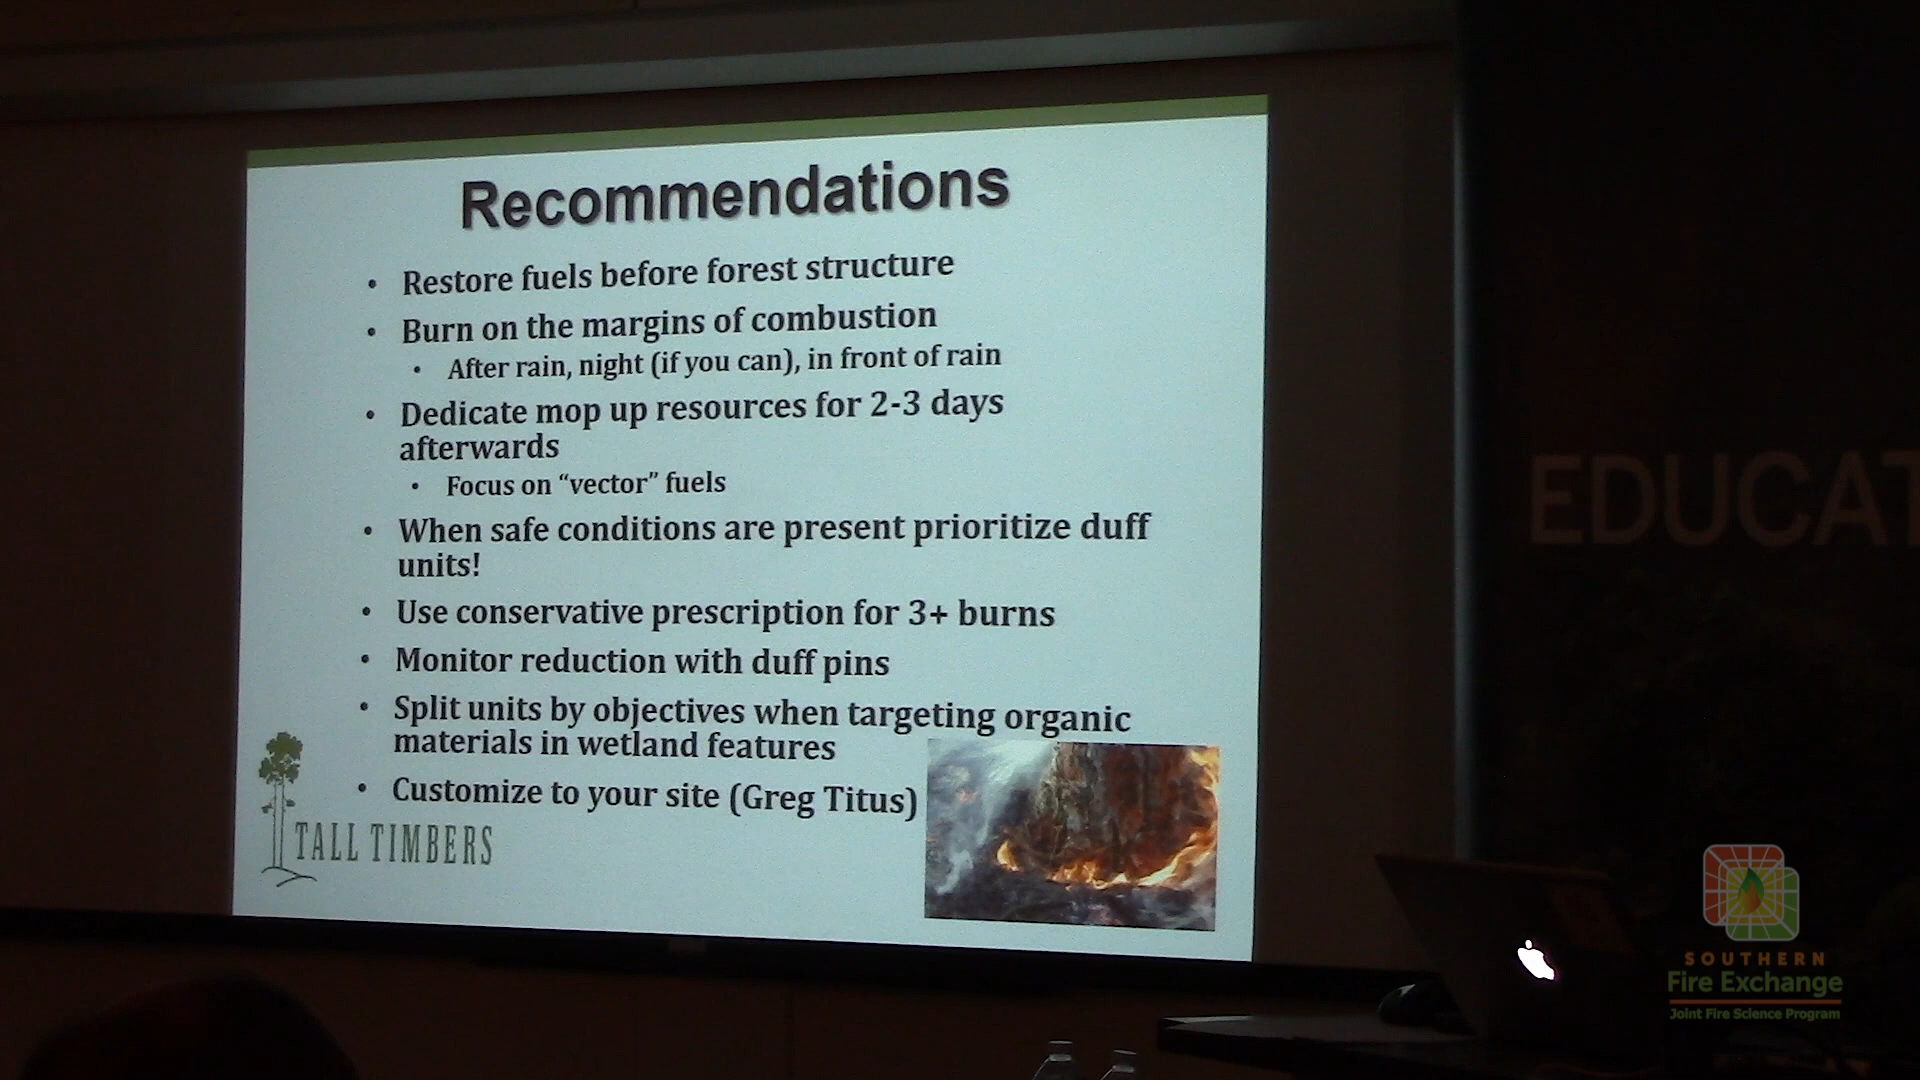 Recommendations
• Restore fuels before forest structure
• Burn on the margins of combustion
• After rain, night (if you can), in front of rain
• Dedicate mop up resources for 2-3 days
afterwards
• Focus on “vector” fuels
• When safe conditions are present prioritize duff
units!
• Use conservative prescription for 3+ burns
• Monitor reduction with duff pins
• Split units by objectives when targeting organic
materials in wetland features
• Customize to your site (Greg Titus)
TALL TIMBERS
EDUCAT
SOUTHERN
Fire Exchange
Joint Fire Science Program